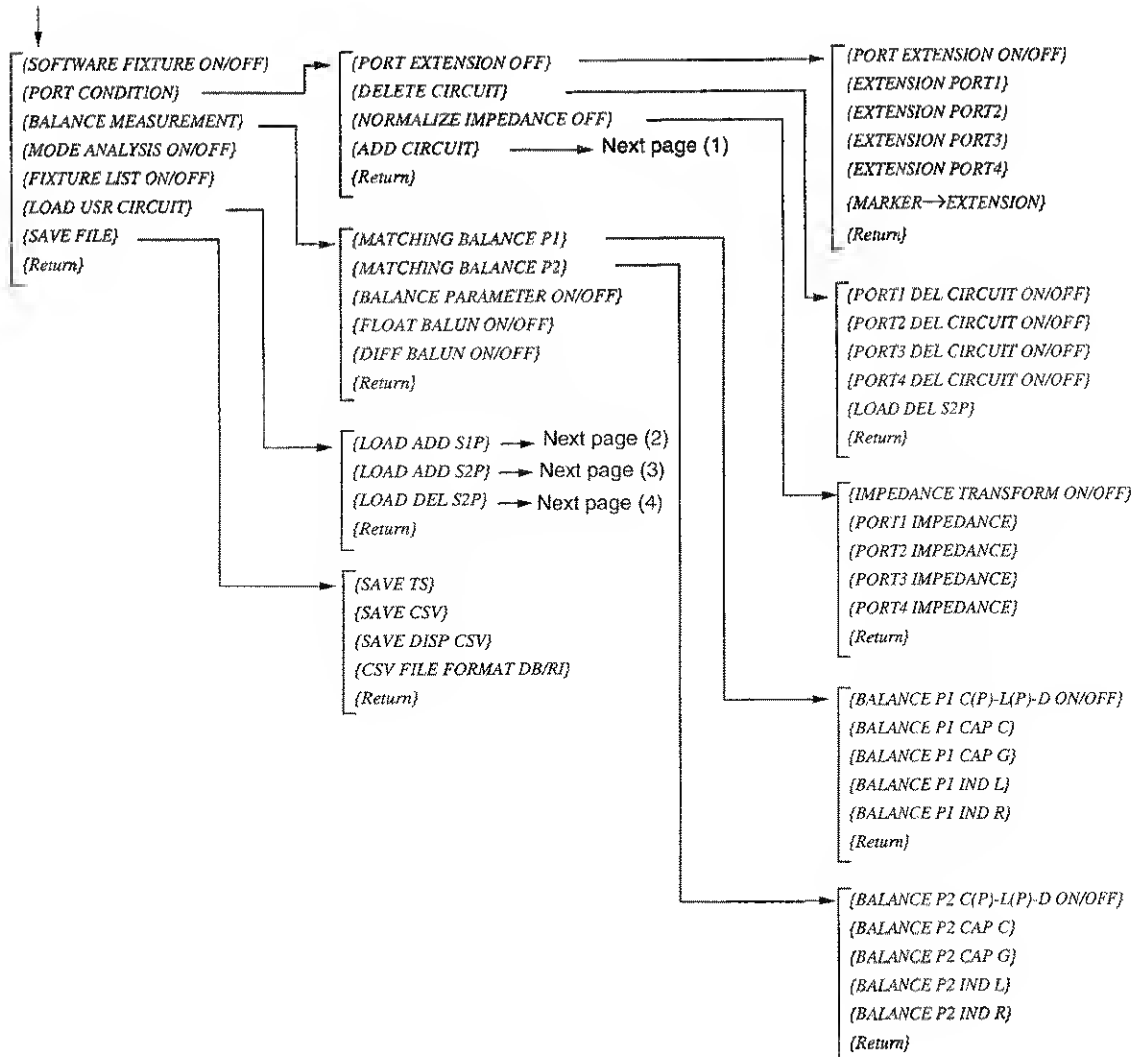 {SOFTWARE FIXTURE ON/OFF}
{PORT CONDITION}
{BALANCE MEASUREMENT}
{MODE ANALYSIS ON/OFF}
{FIXTURE LIST ON/OFF}
{LOAD USR CIRCUIT}
{SAVE FILE}
{Return}
{PORT EXTENSION OFF}
{DELETE CIRCUIT}
{NORMALIZE IMPEDANCE OFF}
{ADD CIRCUIT} → Next page (1)
{Return}
{MATCHING BALANCE P1}
{MATCHING BALANCE P2}
{BALANCE PARAMETER ON/OFF}
{FLOAT BALUN ON/OFF}
{DIFF BALUN ON/OFF}
{Return}
{LOAD ADD S1P} → Next page (2)
{LOAD ADD S2P} → Next page (3)
{LOAD DEL S2P} → Next page (4)
{Return}
{SAVE TS}
{SAVE CSV}
{SAVE DISP CSV}
{CSV FILE FORMAT DB/RI}
{Return}
{PORT EXTENSION ON/OFF}
{EXTENSION PORT1}
{EXTENSION PORT2}
{EXTENSION PORT3}
{EXTENSION PORT4}
{MARKER→EXTENSION}
{Return}
{PORT1 DEL CIRCUIT ON/OFF}
{PORT2 DEL CIRCUIT ON/OFF}
{PORT3 DEL CIRCUIT ON/OFF}
{PORT4 DEL CIRCUIT ON/OFF}
{LOAD DEL S2P}
{Return}
{IMPEDANCE TRANSFORM ON/OFF}
{PORT1 IMPEDANCE}
{PORT2 IMPEDANCE}
{PORT3 IMPEDANCE}
{PORT4 IMPEDANCE}
{Return}
{BALANCE P1 C(P)-L(P)-D ON/OFF}
{BALANCE P1 CAP C}
{BALANCE P1 CAP G}
{BALANCE P1 IND L}
{BALANCE P1 IND R}
{Return}
{BALANCE P2 C(P)-L(P)-D ON/OFF}
{BALANCE P2 CAP C}
{BALANCE P2 CAP G}
{BALANCE P2 IND L}
{BALANCE P2 IND R}
{Return}